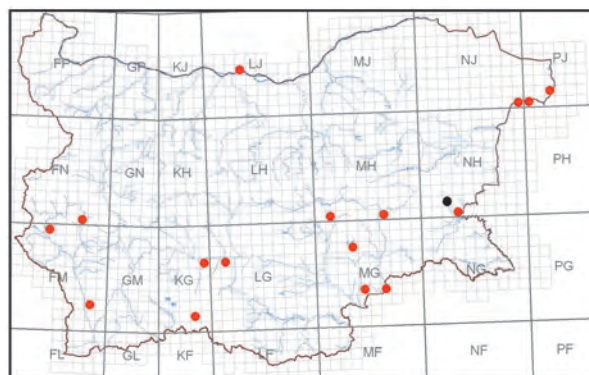 FP GP KJ LJ MJ NJ PJ
FN GN KH LH MH NH PH
FM GM KG LG MG NG PG
FL GL KF LF MF NF PF